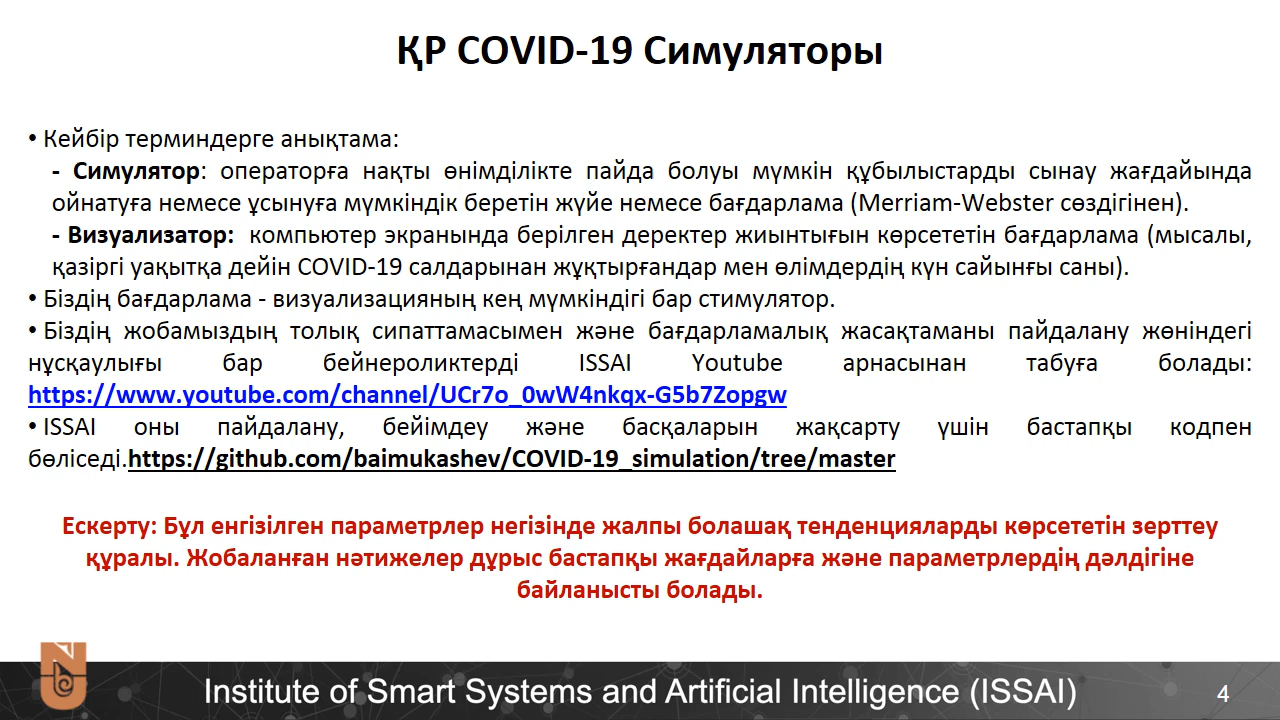 ҚР COVID-19 Симуляторы
• Кейбір терминдерге анықтама:
- Симулятор: операторға нақты өнімділікте пайда болуы мүмкін құбылыстарды сынау жағдайында
ойнатуға немесе ұсынуға мүмкіндік беретін жүйе немесе бағдарлама (Merriam-Webster сөздігінен).
- Визуализатор: компьютер экранында берілген деректер жиынтығын көрсететін бағдарлама (мысалы,
қазіргі уақытқа дейін COVID-19 салдарынан жұқтырғандар мен өлімдердің күн сайынғы саны).
• Біздің бағдарлама - визуализацияның кең мүмкіндігі бар стимулятор.
• Біздің жобамыздың толық сипаттамасымен және бағдарламалық жасақтаманы пайдалану жөніндегі
нұсқаулығы бар бейнероликтерді ISSAI Youtube арнасынан табуға болады:
https://www.youtube.com/channel/UCr7o_0wW4nkqx-G5b7Zopgw
• ISSAI оны пайдалану, бейімдеу және басқаларын жақсарту үшін бастапқы кодпен
бөліседі.https://github.com/baimukashev/COVID-19_simulation/tree/master
Ескерту: Бұл енгізілген параметрлер негізінде жалпы болашақ тенденцияларды көрсететін зерттеу
құралы. Жобаланған нәтижелер дұрыс бастапқы жағдайларға және параметрлердің дәлдігіне
байланысты болады.
Institute of Smart Systems and Artificial Intelligence (ISSAI)
4